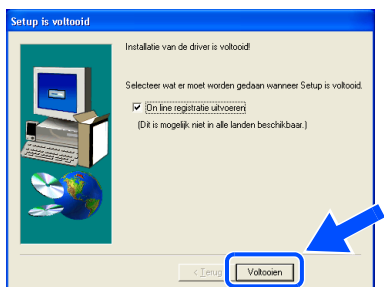 Setup is voltooid
Installatie van de driver is voltooid!
Selecteer wat er moet worden gedaan wanneer Setup is voltooid.
On line registratie uitvoeren
(Dit is mogelijk niet in alle landen beschikbaar.)
< Terug
Voltooien